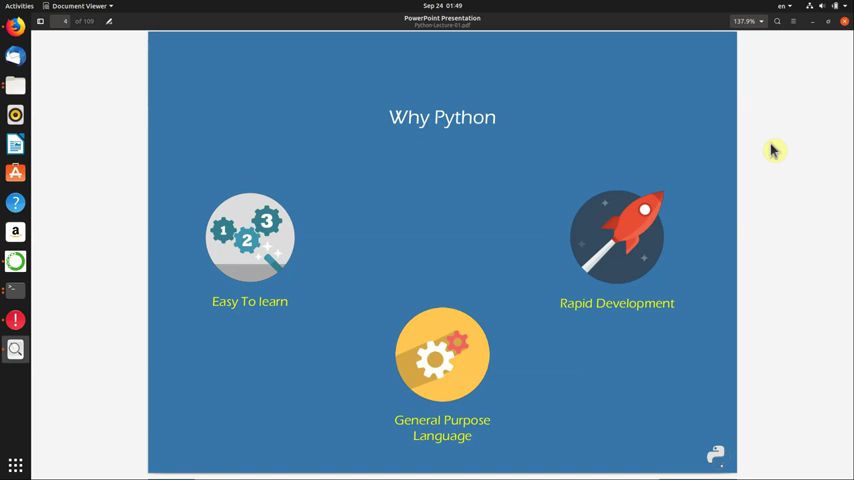 Activities
Document Viewer
Sep 24 01:49
en
4
of 109
PowerPoint Presentation
Python-Lecture-01.pdf
137.9%
Why Python
1
2
3
Easy To learn
Rapid Development
General Purpose
Language